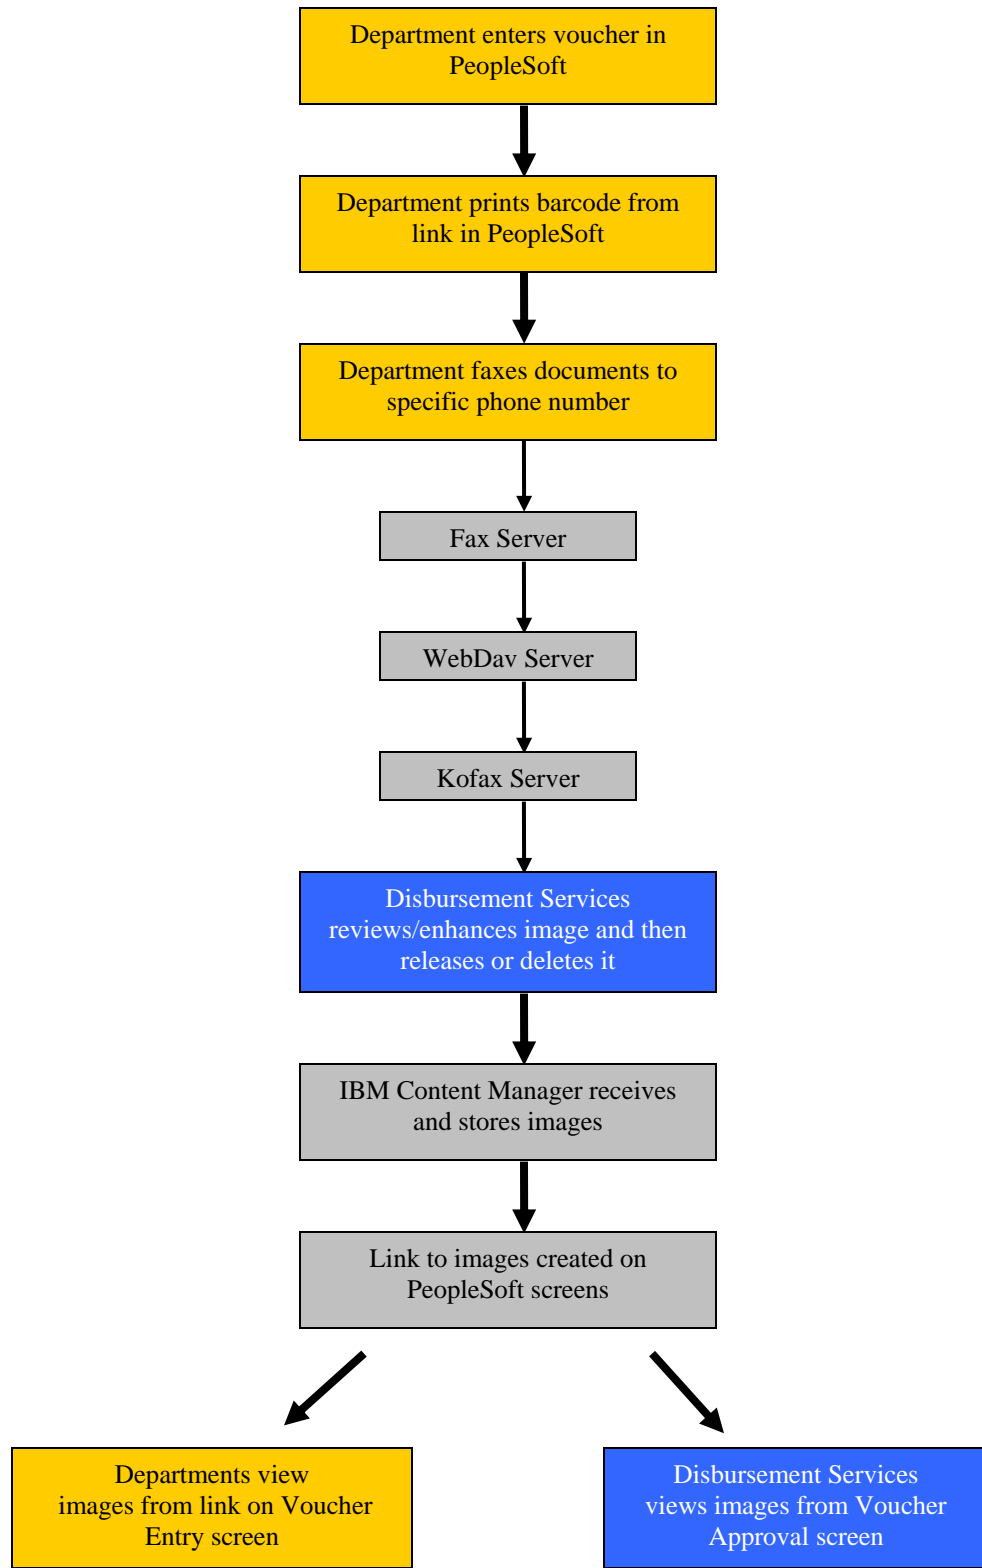 Department enters voucher in
PeopleSoft
Department prints barcode from
link in PeopleSoft
Department faxes documents to
specific phone number
Fax Server
WebDav Server
Kofax Server
Disbursement Services
reviews/enhances image and then
releases or deletes it
IBM Content Manager receives
and stores images
Link to images created on
PeopleSoft screens
Departments view
images from link on Voucher
Entry screen
Disbursement Services
views images from Voucher
Approval screen